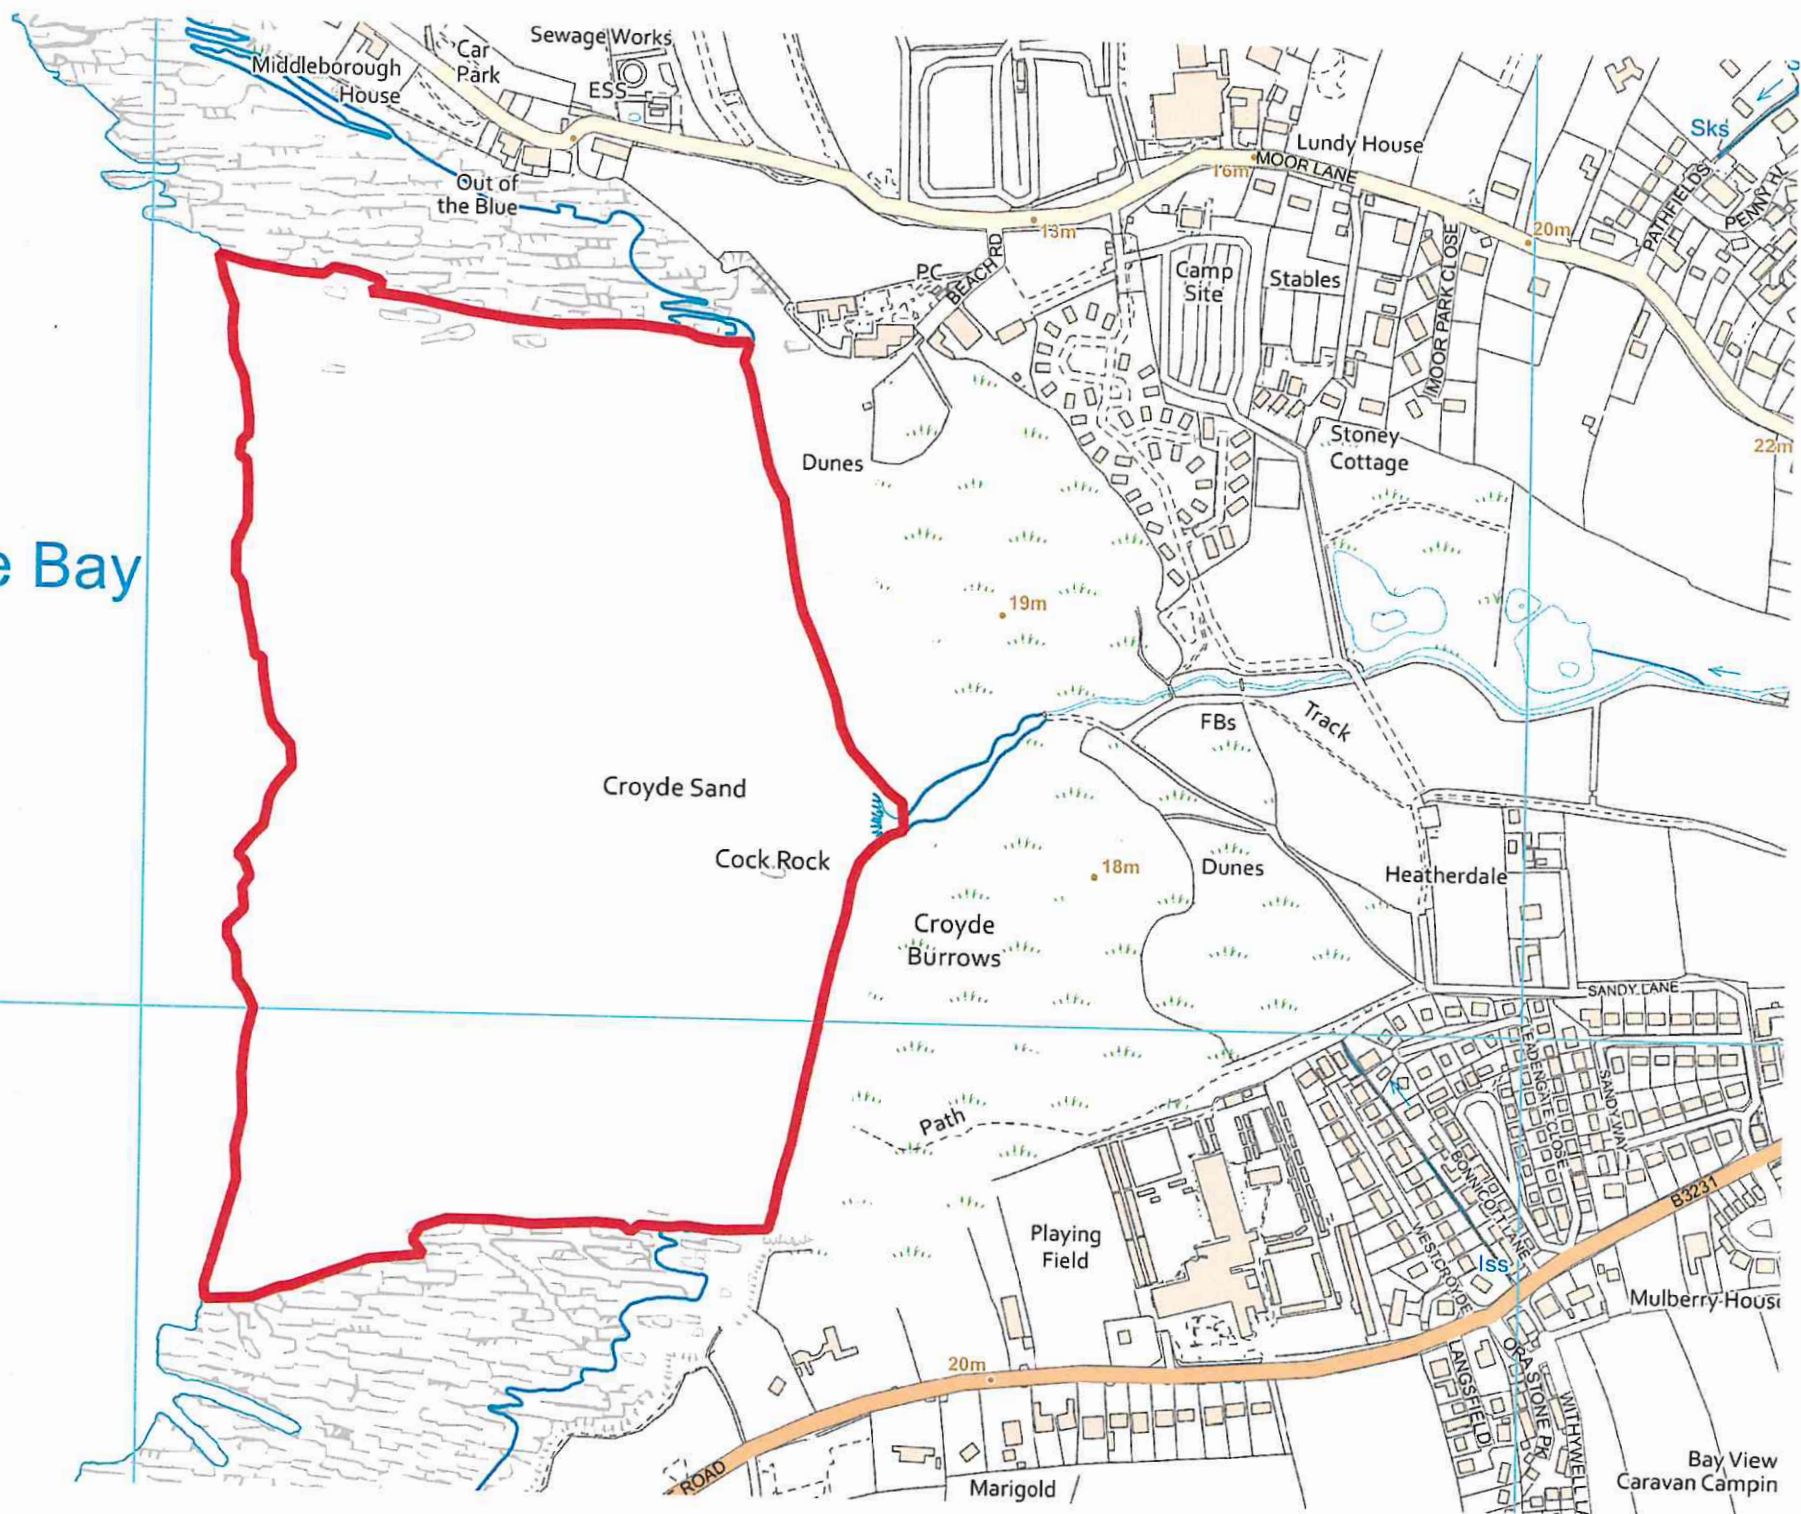 Sewage Works
Car
Park
Middleborough
House
ESS
Sks
Lundy House
MOOR LANE
16m
PATHFIELDS
Out of
the Blue
13m
20m
PC
BEACH RD
Camp
Site
Stables
MOOR PARK CLOSE
22m
Stoney
Cottage
Dunes
e Bay
19m
FBs
Track
Croyde Sand
Cock Rock
18m
Dunes
Heatherdale
Croyde
Burrows
SANDY LANE
LEADENGATE CLOSE
SANDY WAY
Path
BONNICOTT LANE
B3231
Playing
Field
WESTCROYDE
Iss
Mulberry House
20m
LANGSFIELD
ORA STONE PK
WITHYWELL L
ROAD
Marigold
Bay View
Caravan Campin